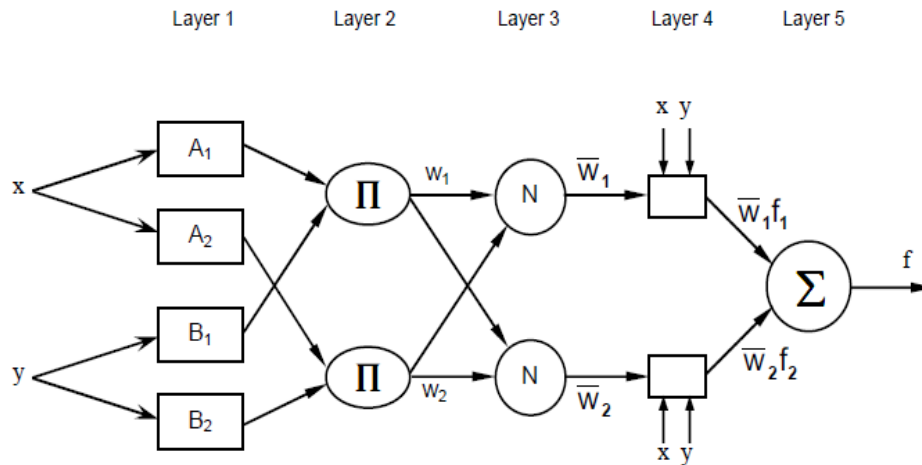 Layer 1 Layer 2 Layer 3 Layer 4 Layer 5
x y
A₁ w₁ w̅₁
x Π N
A₂ w̅₁f₁
f
Σ
B₁
y Π N w̅₂f₂
B₂ w₂ w̅₂
x y